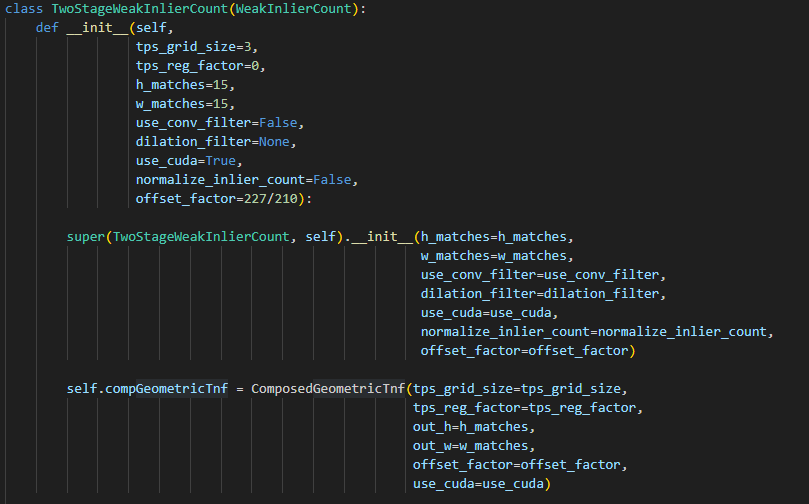 class TwoStageWeakInlierCount(WeakInlierCount):
    def __init__(self,
                 tps_grid_size=3,
                 tps_reg_factor=0,
                 h_matches=15,
                 w_matches=15,
                 use_conv_filter=False,
                 dilation_filter=None,
                 use_cuda=True,
                 normalize_inlier_count=False,
                 offset_factor=227/210):
        super(TwoStageWeakInlierCount, self).__init__(h_matches=h_matches,
                                                      w_matches=w_matches,
                                                      use_conv_filter=use_conv_filter,
                                                      dilation_filter=dilation_filter,
                                                      use_cuda=use_cuda,
                                                      normalize_inlier_count=normalize_inlier_count,
                                                      offset_factor=offset_factor)
        self.compGeometricTnf = ComposedGeometricTnf(tps_grid_size=tps_grid_size,
                                                     tps_reg_factor=tps_reg_factor,
                                                     out_h=h_matches,
                                                     out_w=w_matches,
                                                     offset_factor=offset_factor,
                                                     use_cuda=use_cuda)